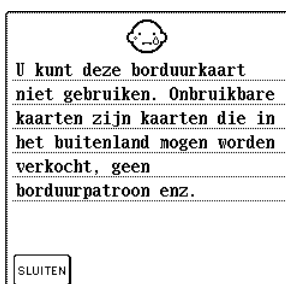 U kunt deze borduurkaart
niet gebruiken. Onbruikbare
kaarten zijn kaarten die in
het buitenland mogen worden
verkocht, geen
borduurpatroon enz.
SLUITEN